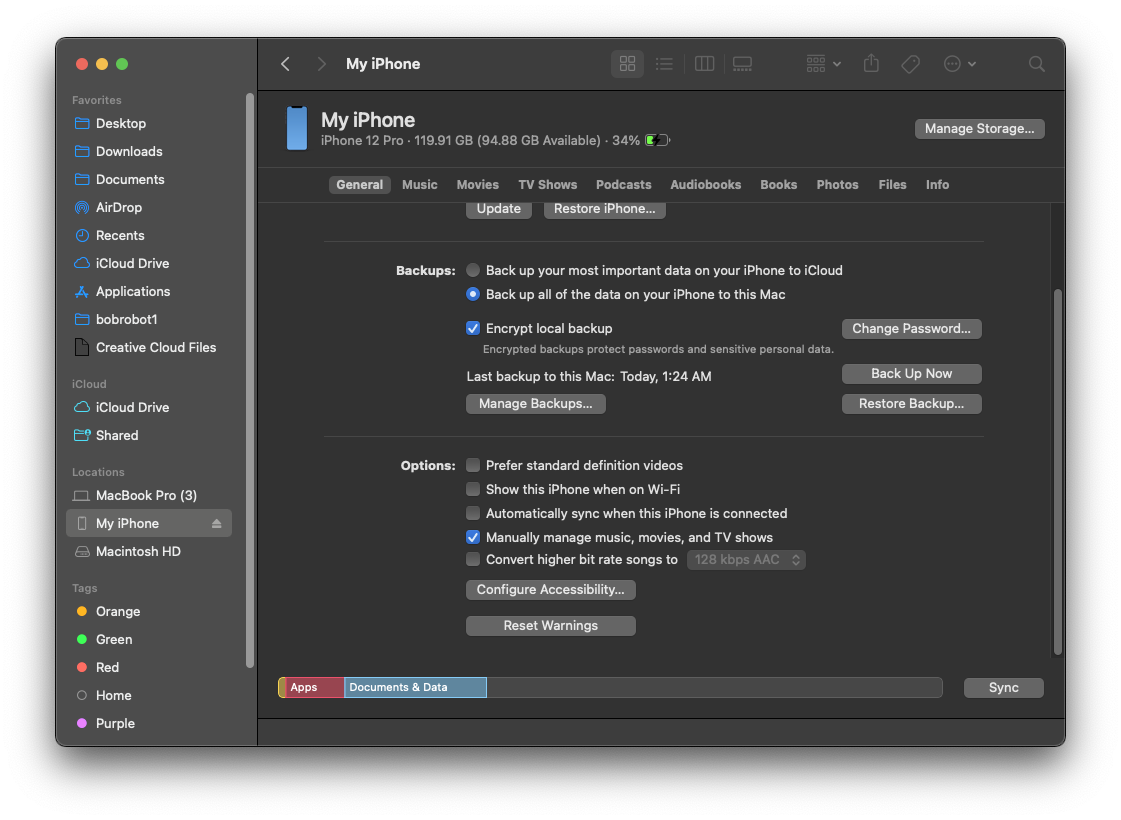 Favorites
Desktop
Downloads
Documents
AirDrop
Recents
iCloud Drive
Applications
bobrobot1
Creative Cloud Files
iCloud
iCloud Drive
Shared
Locations
MacBook Pro (3)
My iPhone
Macintosh HD
Tags
Orange
Green
Red
Home
Purple
My iPhone
My iPhone
iPhone 12 Pro · 119.91 GB (94.88 GB Available) · 34%
Manage Storage...
General Music Movies TV Shows Podcasts Audiobooks Books Photos Files Info
Update Restore iPhone...
Backups: Back up your most important data on your iPhone to iCloud
Back up all of the data on your iPhone to this Mac
Encrypt local backup Change Password...
Encrypted backups protect passwords and sensitive personal data.
Last backup to this Mac: Today, 1:24 AM Back Up Now
Manage Backups... Restore Backup...
Options: Prefer standard definition videos
Show this iPhone when on Wi-Fi
Automatically sync when this iPhone is connected
Manually manage music, movies, and TV shows
Convert higher bit rate songs to 128 kbps AAC
Configure Accessibility...
Reset Warnings
Apps Documents & Data Sync